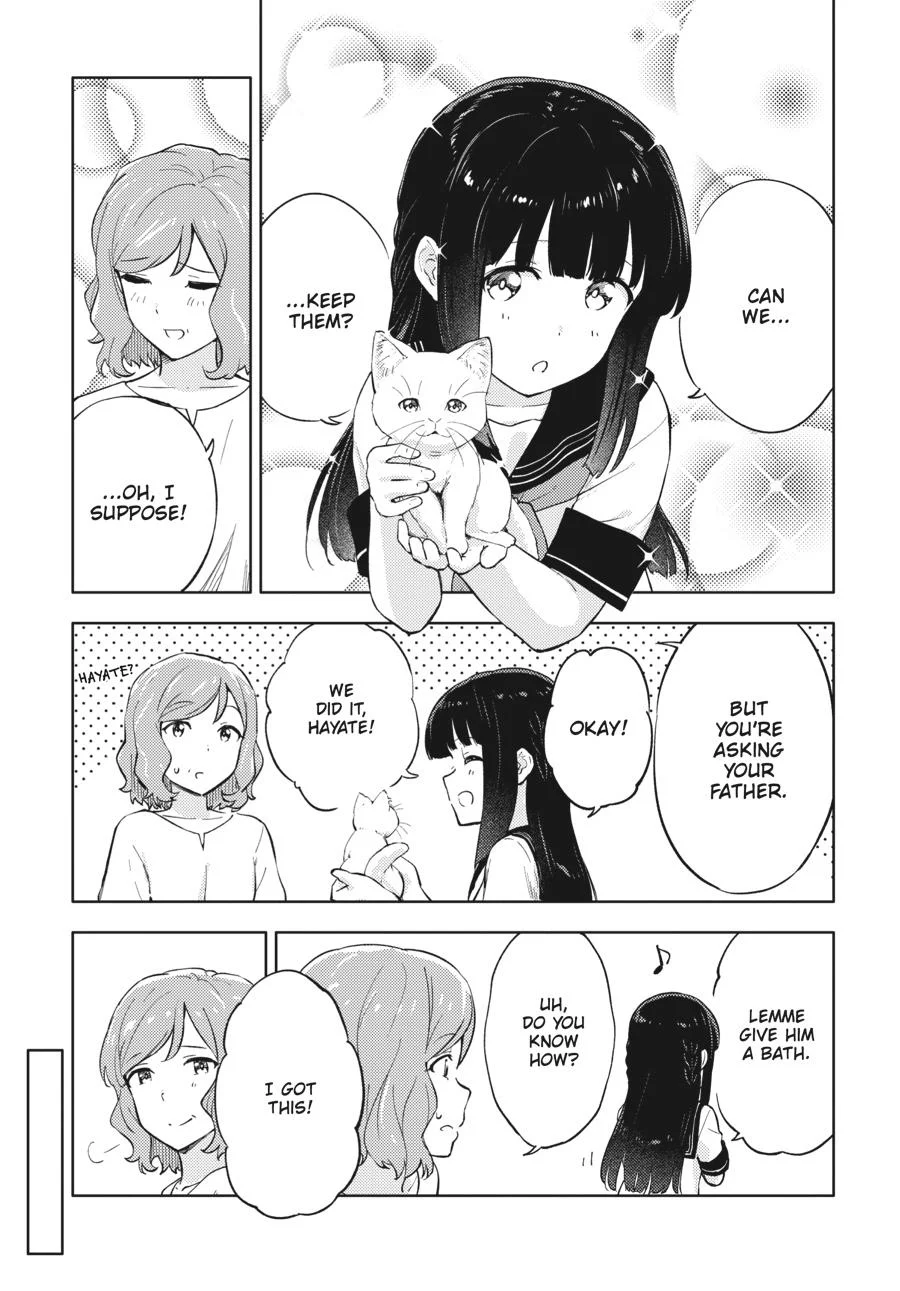 CAN
WE...
...KEEP
THEM?
...OH, I
SUPPOSE!
BUT
YOU'RE
ASKING
YOUR
FATHER.
OKAY!
WE
DID IT,
HAYATE!
HAYATE?
LEMME
GIVE HIM
A BATH.
UH,
DO YOU
KNOW
HOW?
I GOT
THIS!